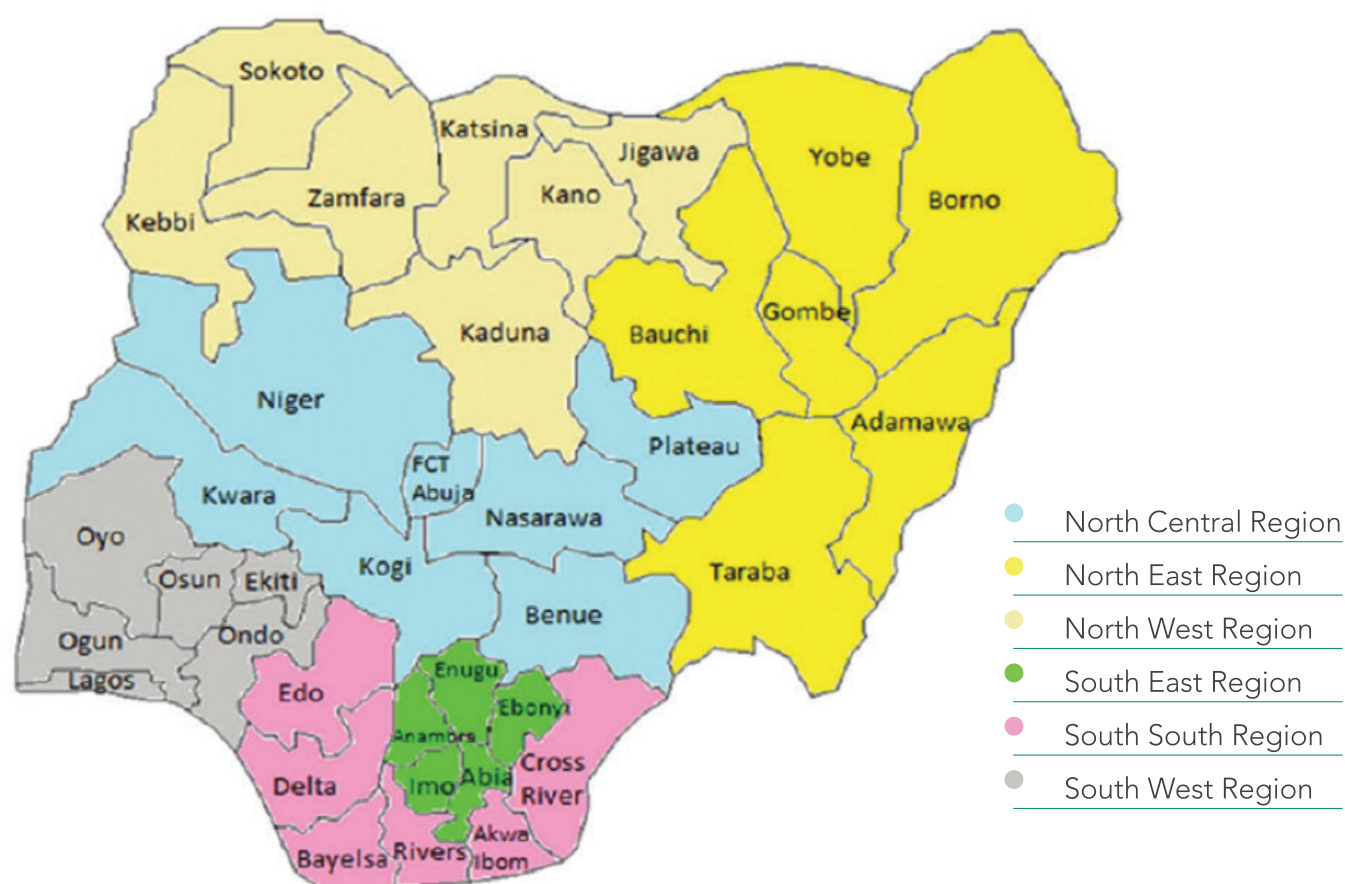 Sokoto
Katsina
Jigawa
Yobe
Zamfara
Kano
Borno
Kebbi
Gombe
Kaduna
Bauchi
Niger
Adamawa
Plateau
FCT
Abuja
Kwara
Nasarawa
Oyo
Kogi
Taraba
Osun
Ekiti
Benue
Ogun
Ondo
Lagos
Enugu
Edo
Ebonyi
Anambra
Cross
River
Delta
Imo
Abia
Akwa
Ibom
Rivers
Bayelsa
North Central Region
North East Region
North West Region
South East Region
South South Region
South West Region